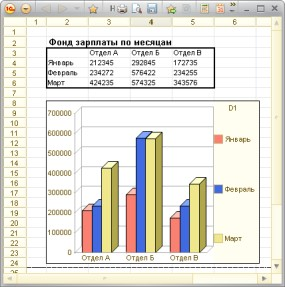 1 2 3 4 5 6
1
2 Фонд зарплаты по месяцам
3 Отдел А Отдел Б Отдел В
4 Январь 212345 292845 172735
5 Февраль 234272 576422 234255
6 Март 424235 574325 343576
7
8 D1
9 700000
10
11 600000 Январь
12
13 500000
14
15 400000 Февраль
16
17 300000
18
19 200000
20
21 100000 Март
22
23 0 Отдел А Отдел Б Отдел В
24
25